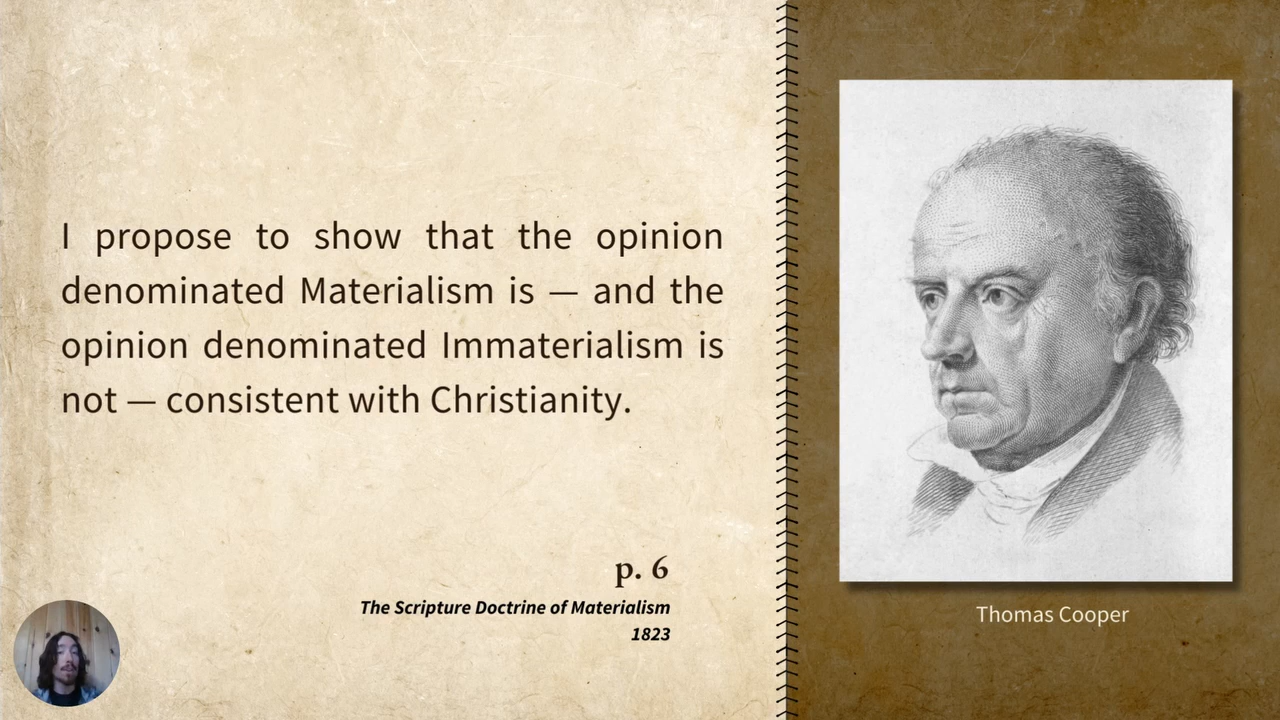 I propose to show that the opinion
denominated Materialism is — and the
opinion denominated Immaterialism is
not — consistent with Christianity.
p. 6
The Scripture Doctrine of Materialism
1823
Thomas Cooper